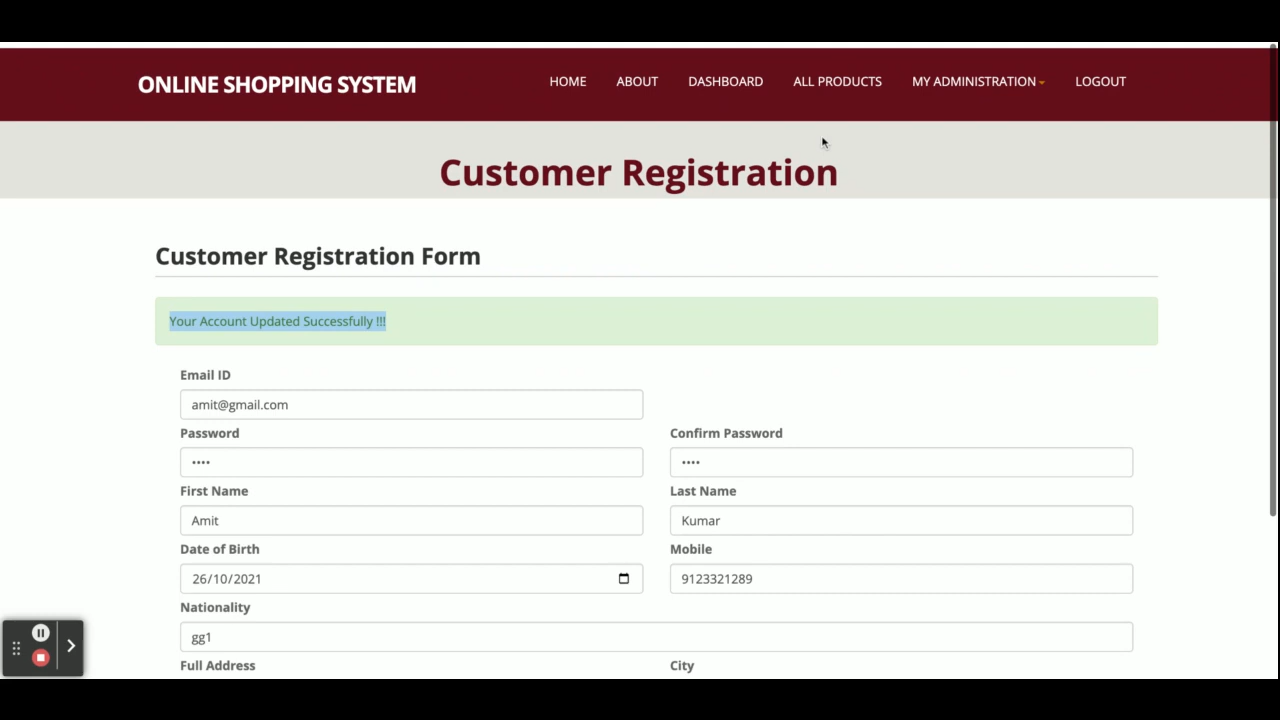 ONLINE SHOPPING SYSTEM
HOME ABOUT DASHBOARD ALL PRODUCTS MY ADMINISTRATION LOGOUT
Customer Registration
Customer Registration Form
Your Account Updated Successfully !!!
Email ID
amit@gmail.com
Password Confirm Password
•••• ••••
First Name Last Name
Amit Kumar
Date of Birth Mobile
26/10/2021 9123321289
Nationality
gg1
Full Address City